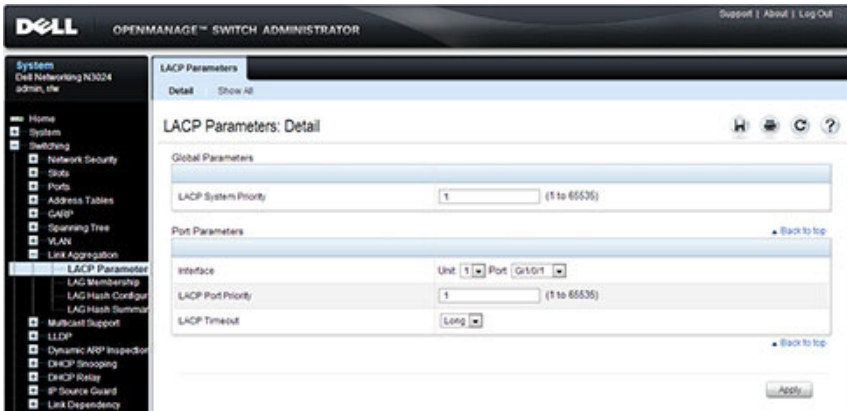 Support | About | Log Out
DELL
OPENMANAGE™ SWITCH ADMINISTRATOR
System
Dell Networking N3024
admin, r/w
LACP Parameters
Detail
Show All
Home
System
Switching
Network Security
Slots
Ports
Address Tables
GARP
Spanning Tree
VLAN
Link Aggregation
LACP Parameter
LAG Membership
LAG Hash Configur
LAG Hash Summar
Multicast Support
LLDP
Dynamic ARP Inspection
DHCP Snooping
DHCP Relay
IP Source Guard
Link Dependency
LACP Parameters: Detail
?
Global Parameters
LACP System Priority 1 (1 to 65535)
Port Parameters
Back to top
Interface Unit 1 Port Gi1/0/1
LACP Port Priority 1 (1 to 65535)
LACP Timeout Long
Back to top
Apply